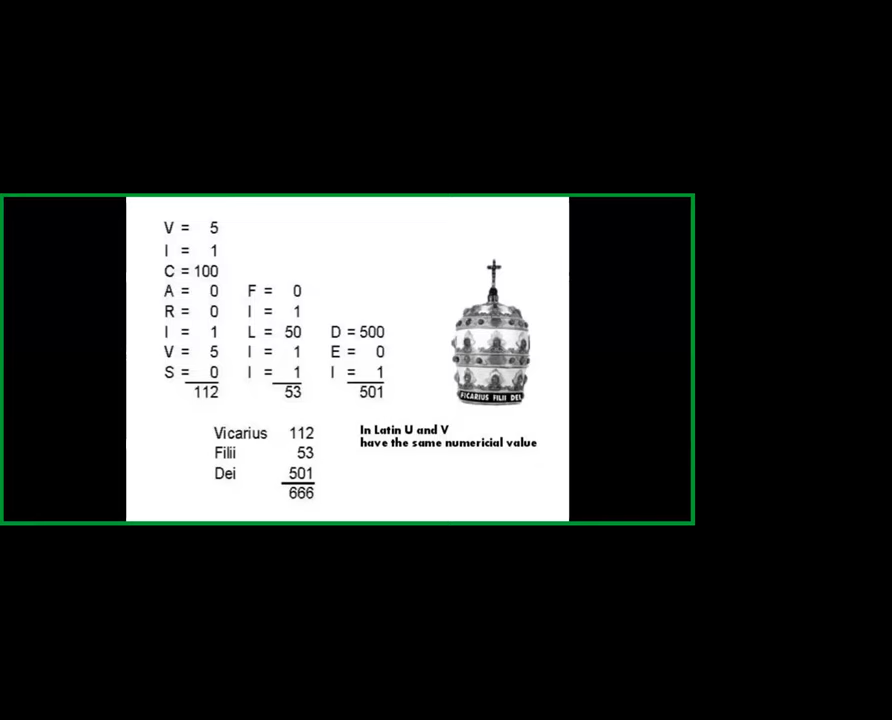 V = 5
I = 1
C = 100
A = 0
R = 0
I = 1
V = 5
S = 0
112
F = 0
I = 1
L = 50
I = 1
I = 1
53
D = 500
E = 0
I = 1
501
VICARIUS FILII DEI
Vicarius 112
Filii 53
Dei 501
666
In Latin U and V
have the same numericial value